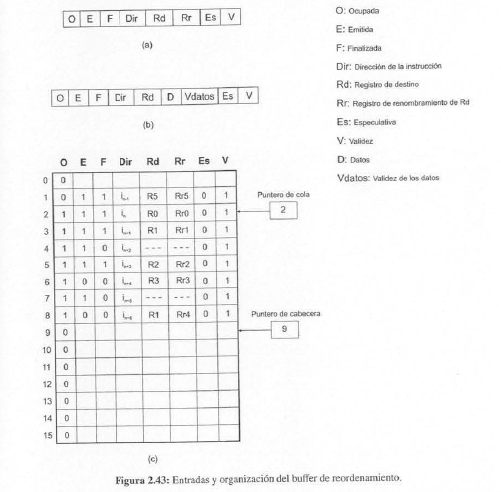 O E F Dir Rd Rr Es V
(a)
O E F Dir Rd D Vdatos Es V
(b)
O: Ocupada
E: Emitida
F: Finalizada
Dir: Dirección de la instrucción
Rd: Registro de destino
Rr: Registro de renombramiento de Rd
Es: Especulativa
V: Validez
D: Datos
Vdatos: Validez de los datos
O E F Dir Rd Rr Es V
0 0
1 0 1 1 R5 Rr5 0 1
2 1 1 1 R0 Rr0 0 1
3 1 1 1 R1 Rr1 0 1
4 1 1 0 --- --- 0 1
5 1 1 1 R2 Rr2 0 1
6 1 0 0 R3 Rr3 0 1
7 1 1 0 --- --- 0 1
8 1 0 0 R1 Rr4 0 1
9 0
10 0
11 0
12 0
13 0
14 0
15 0
Puntero de cola
2
Puntero de cabecera
9
(c)
Figura 2.43: Entradas y organización del buffer de reordenamiento.